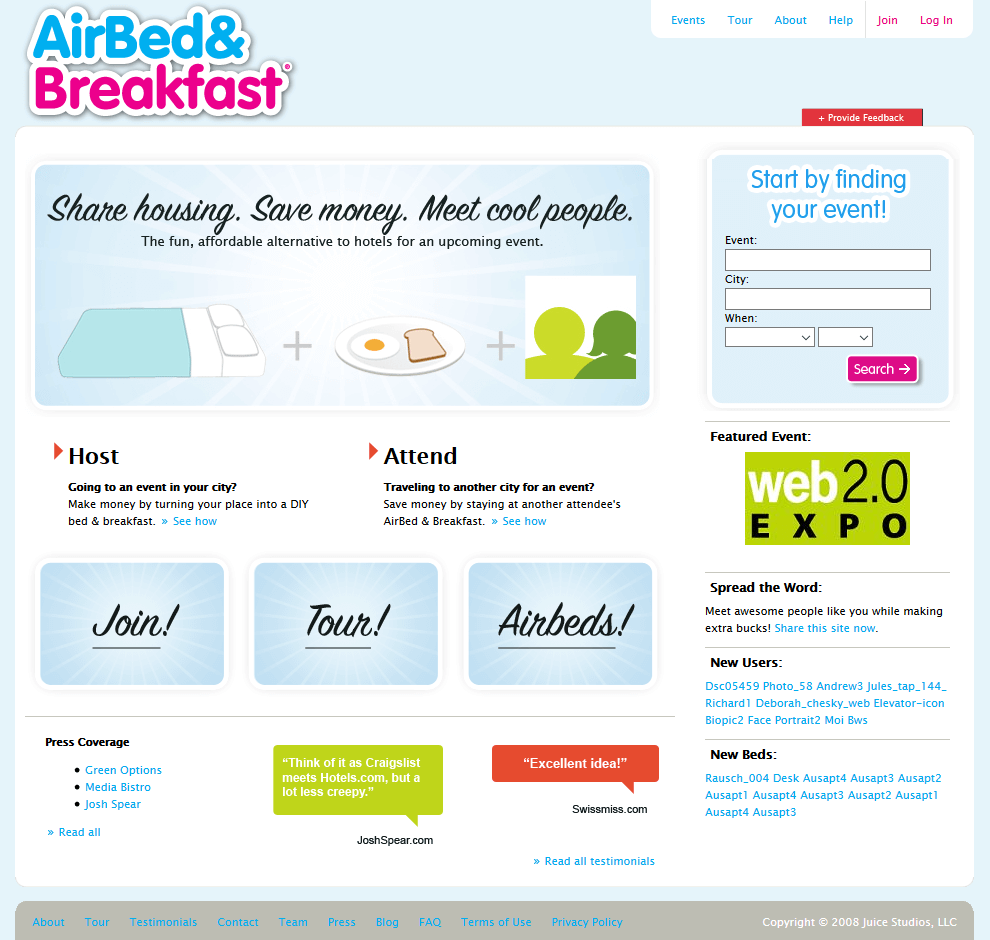 AirBed&
Breakfast
Events Tour About Help Join Log In
+ Provide Feedback
Share housing. Save money. Meet cool people.
The fun, affordable alternative to hotels for an upcoming event.
+ +
Start by finding
your event!
Event:
City:
When:
Search →
Host
Going to an event in your city?
Make money by turning your place into a DIY
bed & breakfast. » See how
Attend
Traveling to another city for an event?
Save money by staying at another attendee's
AirBed & Breakfast. » See how
Join!
Tour!
Airbeds!
Featured Event:
web2.0
EXPO
Spread the Word:
Meet awesome people like you while making
extra bucks! Share this site now.
New Users:
Dsc05459 Photo_58 Andrew3 Jules_tap_144_
Richard1 Deborah_chesky_web Elevator-icon
Biopic2 Face Portrait2 Moi Bws
New Beds:
Rausch_004 Desk Ausapt4 Ausapt3 Ausapt2
Ausapt1 Ausapt4 Ausapt3 Ausapt2 Ausapt1
Ausapt4 Ausapt3
Press Coverage
• Green Options
• Media Bistro
• Josh Spear
» Read all
“Think of it as Craigslist
meets Hotels.com, but a
lot less creepy.”
JoshSpear.com
“Excellent idea!”
Swissmiss.com
» Read all testimonials
About Tour Testimonials Contact Team Press Blog FAQ Terms of Use Privacy Policy
Copyright © 2008 Juice Studios, LLC